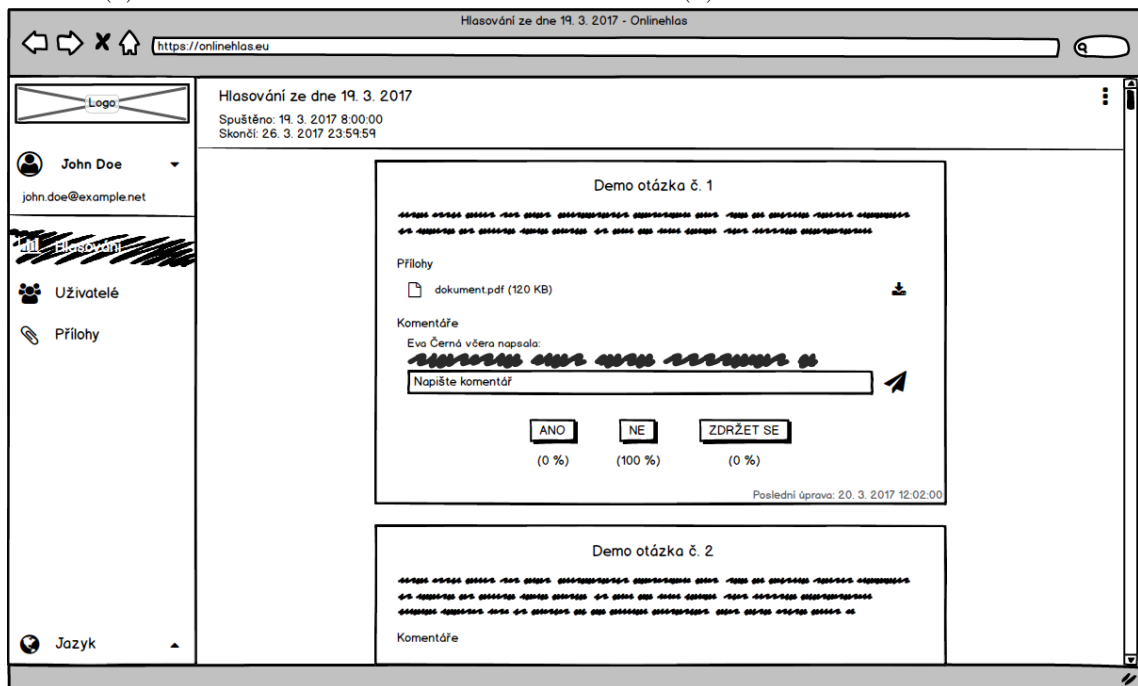 Hlasování ze dne 19. 3. 2017 - Onlinehlas
https://onlinehlas.eu
Logo
John Doe
john.doe@example.net
Hlasování
Uživatelé
Přílohy
Jazyk
Hlasování ze dne 19. 3. 2017
Spuštěno: 19. 3. 2017 8:00:00
Skončí: 26. 3. 2017 23:59:59
Demo otázka č. 1
Přílohy
dokument.pdf (120 KB)
Komentáře
Eva Černá včera napsala:
Napište komentář
ANO NE ZDRŽET SE
(0 %) (100 %) (0 %)
Poslední úprava: 20. 3. 2017 12:02:00
Demo otázka č. 2
Komentáře